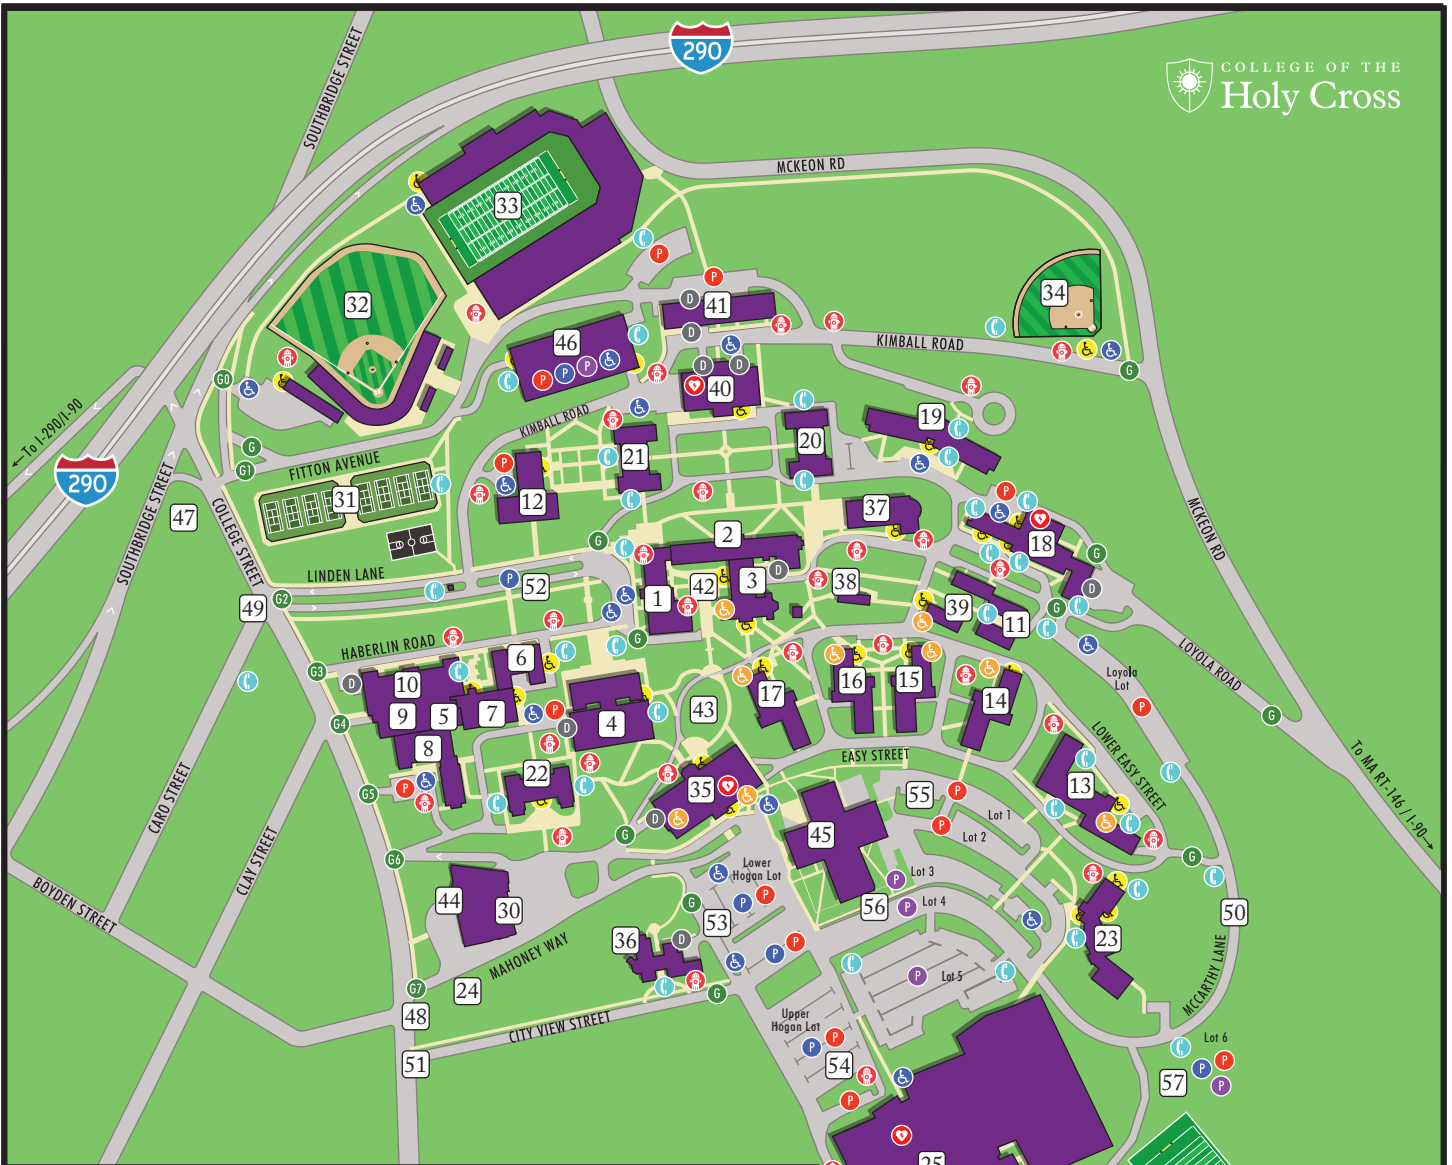 290
COLLEGE OF THE
Holy Cross
SOUTHBRIDGE STREET
MCKEON RD
33
P
P
32
34
D
41
46
D
KIMBALL ROAD
P
P
P
D
D
40
G0
G
←To I-290/I-90
KIMBALL ROAD
19
20
21
G1
FITTON AVENUE
290
31
P
12
P
37
47
COLLEGE STREET
SOUTHBRIDGE STREET
MCKEON RD
2
G
18
G
G
LINDEN LANE
P
52
42
3
D
38
D
49
G2
1
39
G
11
HABERLIN ROAD
G
LOYOLA ROAD
G3
D
10
6
17
16
15
14
Loyola
Lot
P
G
9
5
7
P
D
4
43
G4
8
LOWER EASY STREET
EASY STREET
To MA RT-146 / I-90→
22
35
13
G5
P
55
P
Lot 1
CARO STREET
D
G
45
P
Lot 2
CLAY STREET
G6
G
Lower
Hogan Lot
Lot 3
P
BOYDEN STREET
44
30
G
P
P
53
56
P
Lot 4
50
MAHONEY WAY
36
D
P
P
23
G7
24
G
P
Lot 5
MCCARTHY LANE
48
CITY VIEW STREET
Upper
Hogan Lot
P
P
54
51
P
Lot 6
P
P
57
P
25